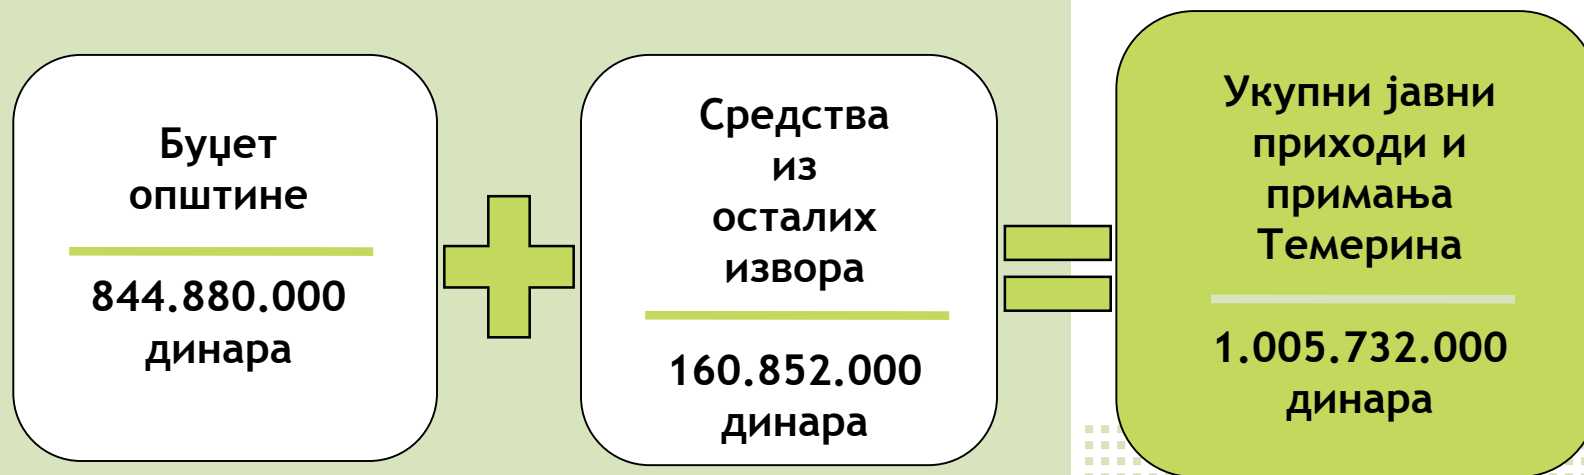 Буџет
општине
844.880.000
динара
Средства
из
осталих
извора
160.852.000
динара
Укупни јавни
приходи и
примања
Темерина
1.005.732.000
динара